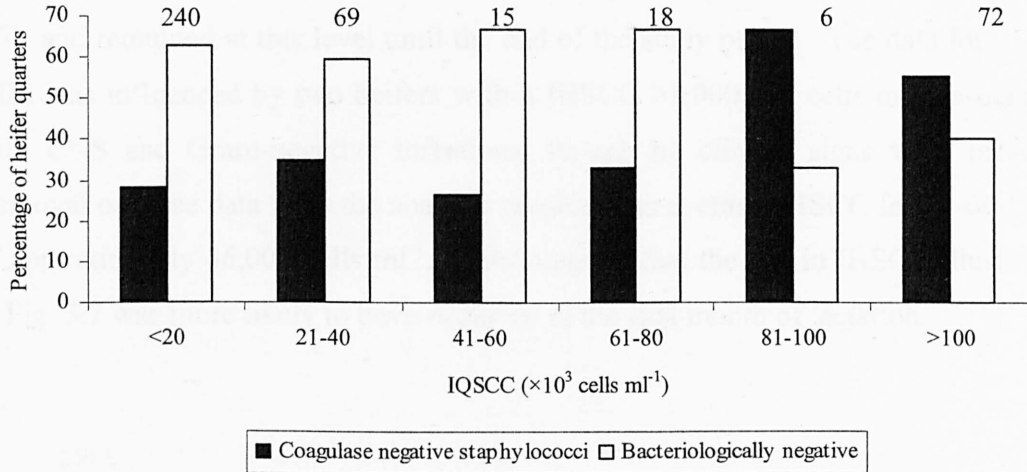 70 240 69 15 18 6 72
60
50
40
30
20
10
0
Percentage of heifer quarters
<20 21-40 41-60 61-80 81-100 >100
IQSCC (×10³ cells ml⁻¹)
Coagulase negative staphylococci Bacteriologically negative